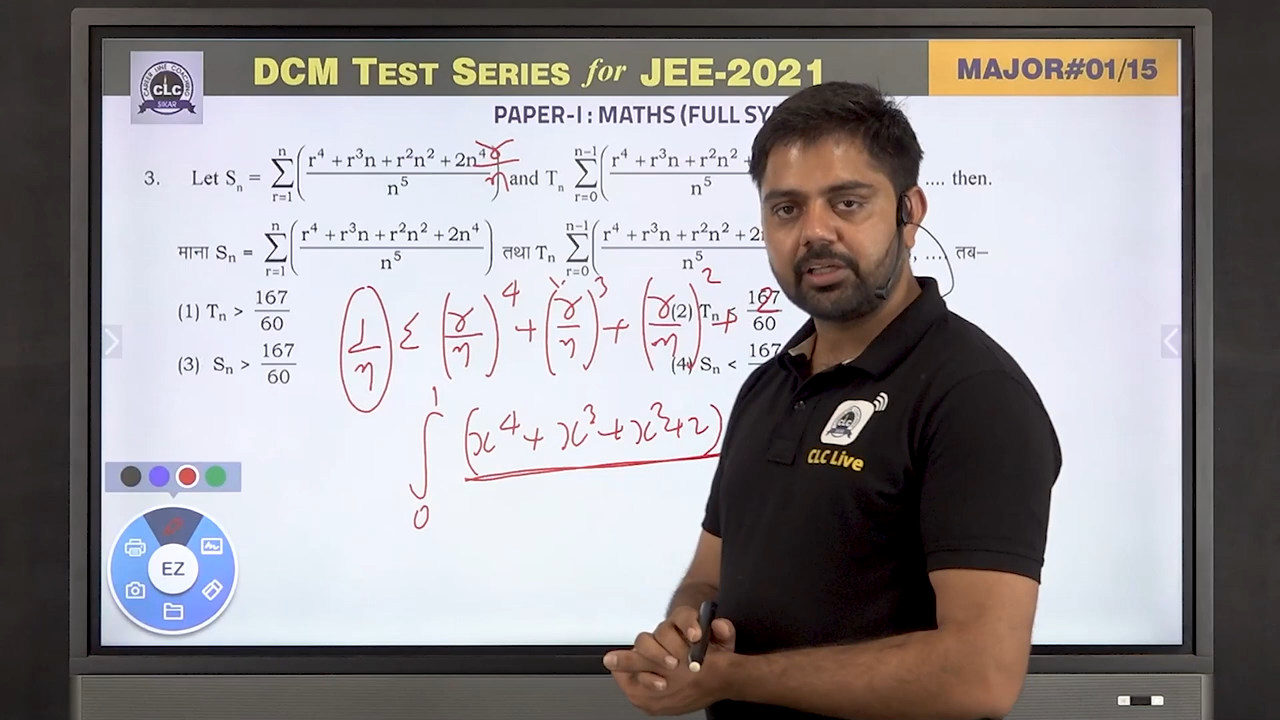 DCM TEST SERIES for JEE-2021
MAJOR#01/15
CAREER LINE COACHING
CLC
SIKAR
PAPER-I : MATHS (FULL SY
3. Let Sₙ = ∑ₙ r=1 ( (r⁴ + r³n + r²n² + 2n⁴) / n⁵ ) and Tₙ ∑ⁿ⁻¹ r=0 ( (r⁴ + r³n + r²n² + / n⁵ .... then.
r/n
माना Sₙ = ∑ⁿ r=1 ( (r⁴ + r³n + r²n² + 2n⁴) / n⁵ ) तथा Tₙ ∑ⁿ⁻¹ r=0 ( (r⁴ + r³n + r²n² + 2 / n⁵ , .... तब–
(1) Tₙ > 167/60
(2) Tₙ 167/60
(3) Sₙ > 167/60
(4) Sₙ < 167
1/n Σ (r/n)⁴ + (r/n)³ + (r/n)² + 2
∫₀¹ (x⁴ + x³ + x² + 2)
EZ
CLC Live